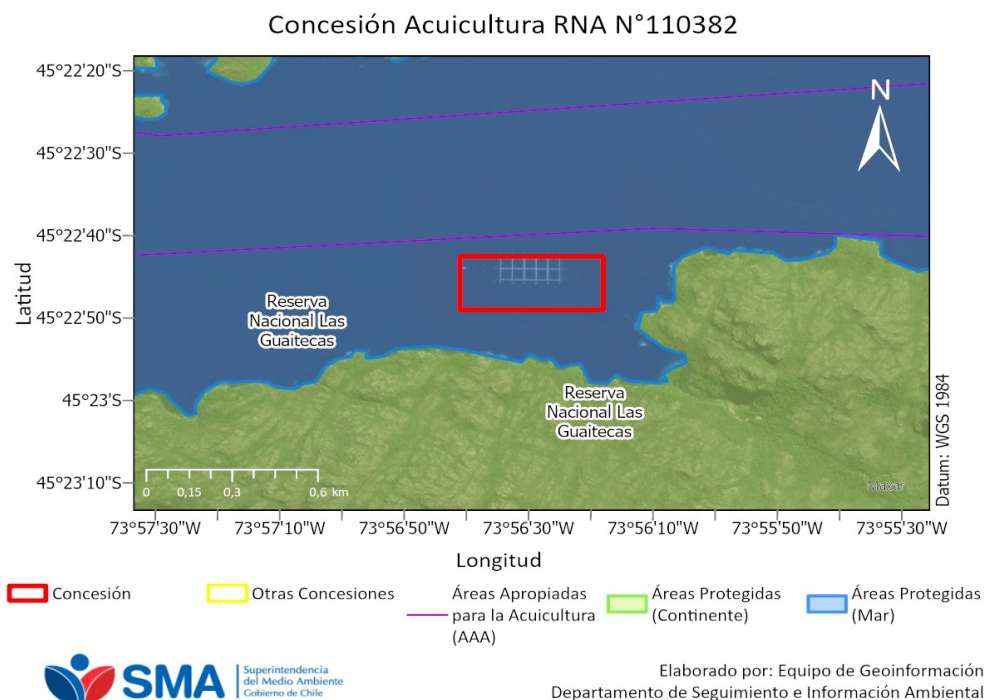 Concesión Acuicultura RNA N°110382
45°22'20"S
45°22'30"S
45°22'40"S
45°22'50"S
45°23'S
45°23'10"S
Latitud
N
Reserva
Nacional Las
Guaitecas
Reserva
Nacional Las
Guaitecas
0 0,15 0,3 0,6 km
Maxar
Datum: WGS 1984
73°57'30"W 73°57'10"W 73°56'50"W 73°56'30"W 73°56'10"W 73°55'50"W 73°55'30"W
Longitud
Concesión
Otras Concesiones
Áreas Apropiadas
para la Acuicultura
(AAA)
Áreas Protegidas
(Continente)
Áreas Protegidas
(Mar)
SMA
Superintendencia
del Medio Ambiente
Gobierno de Chile
Elaborado por: Equipo de Geoinformación
Departamento de Seguimiento e Información Ambiental